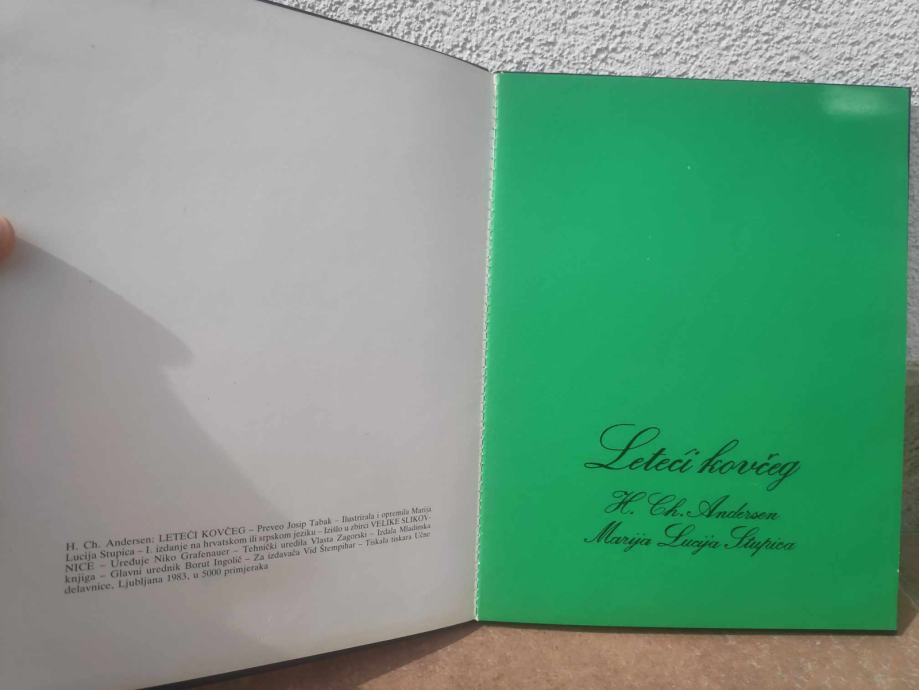 H. Ch. Andersen: LETEĆI KOVČEG – Preveo Josip Tabak – Ilustrirala i opremila Marija
Lucija Stupica – I. izdanje na hrvatskom ili srpskom jeziku – Izišlo u zbirci VELIKE SLIKOV-
NICE – Uređuje Niko Grafenauer – Tehnički uredila Vlasta Zagorski – Izdala Mladinska
knjiga – Glavni urednik Borut Ingolič – Za izdavača Vid Štempihar – Tiskala tiskara Učne
delavnice, Ljubljana 1983, u 5000 primjeraka
Leteći kovčeg
H. Ch. Andersen
Marija Lucija Stupica